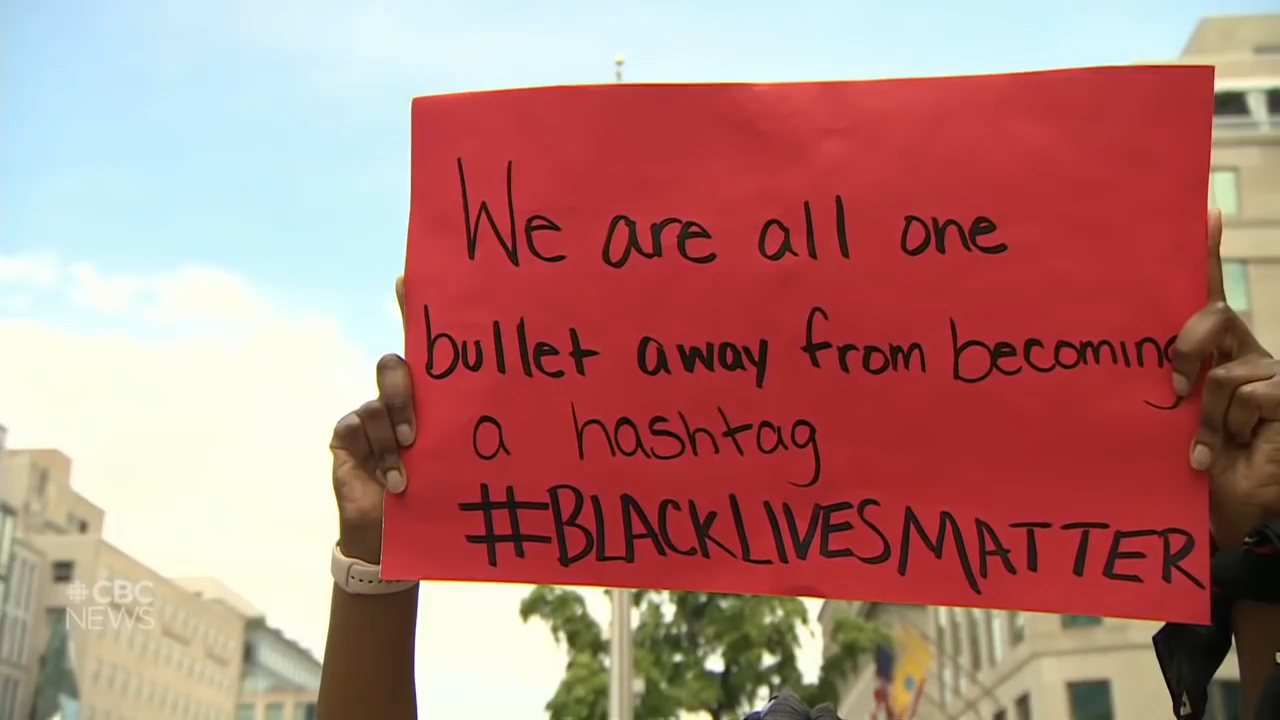 We are all one
bullet away from becoming
a hashtag
#BLACKLIVESMATTER
CBC
NEWS